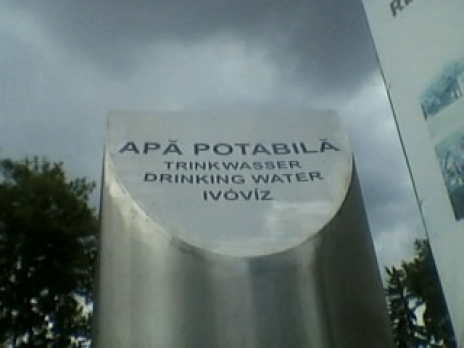 APĂ POTABILĂ
TRINKWASSER
DRINKING WATER
IVÓVÍZ